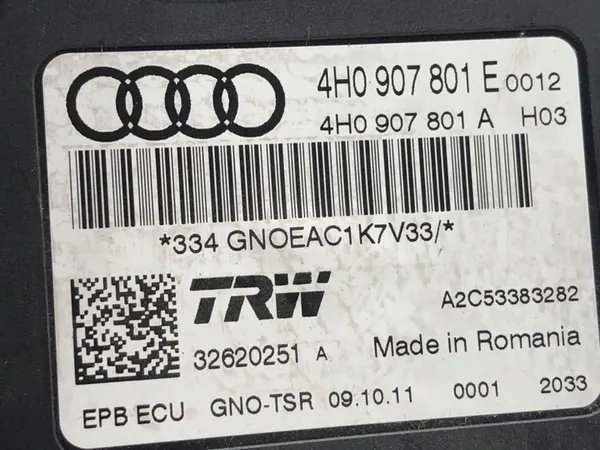 4H0 907 801 E 0012
4H0 907 801 A H03
*334 GNOEAC1K7V33/*
TRW A2C53383282
32620251 A Made in Romania
EPB ECU GNO-TSR 09.10.11 0001 2033